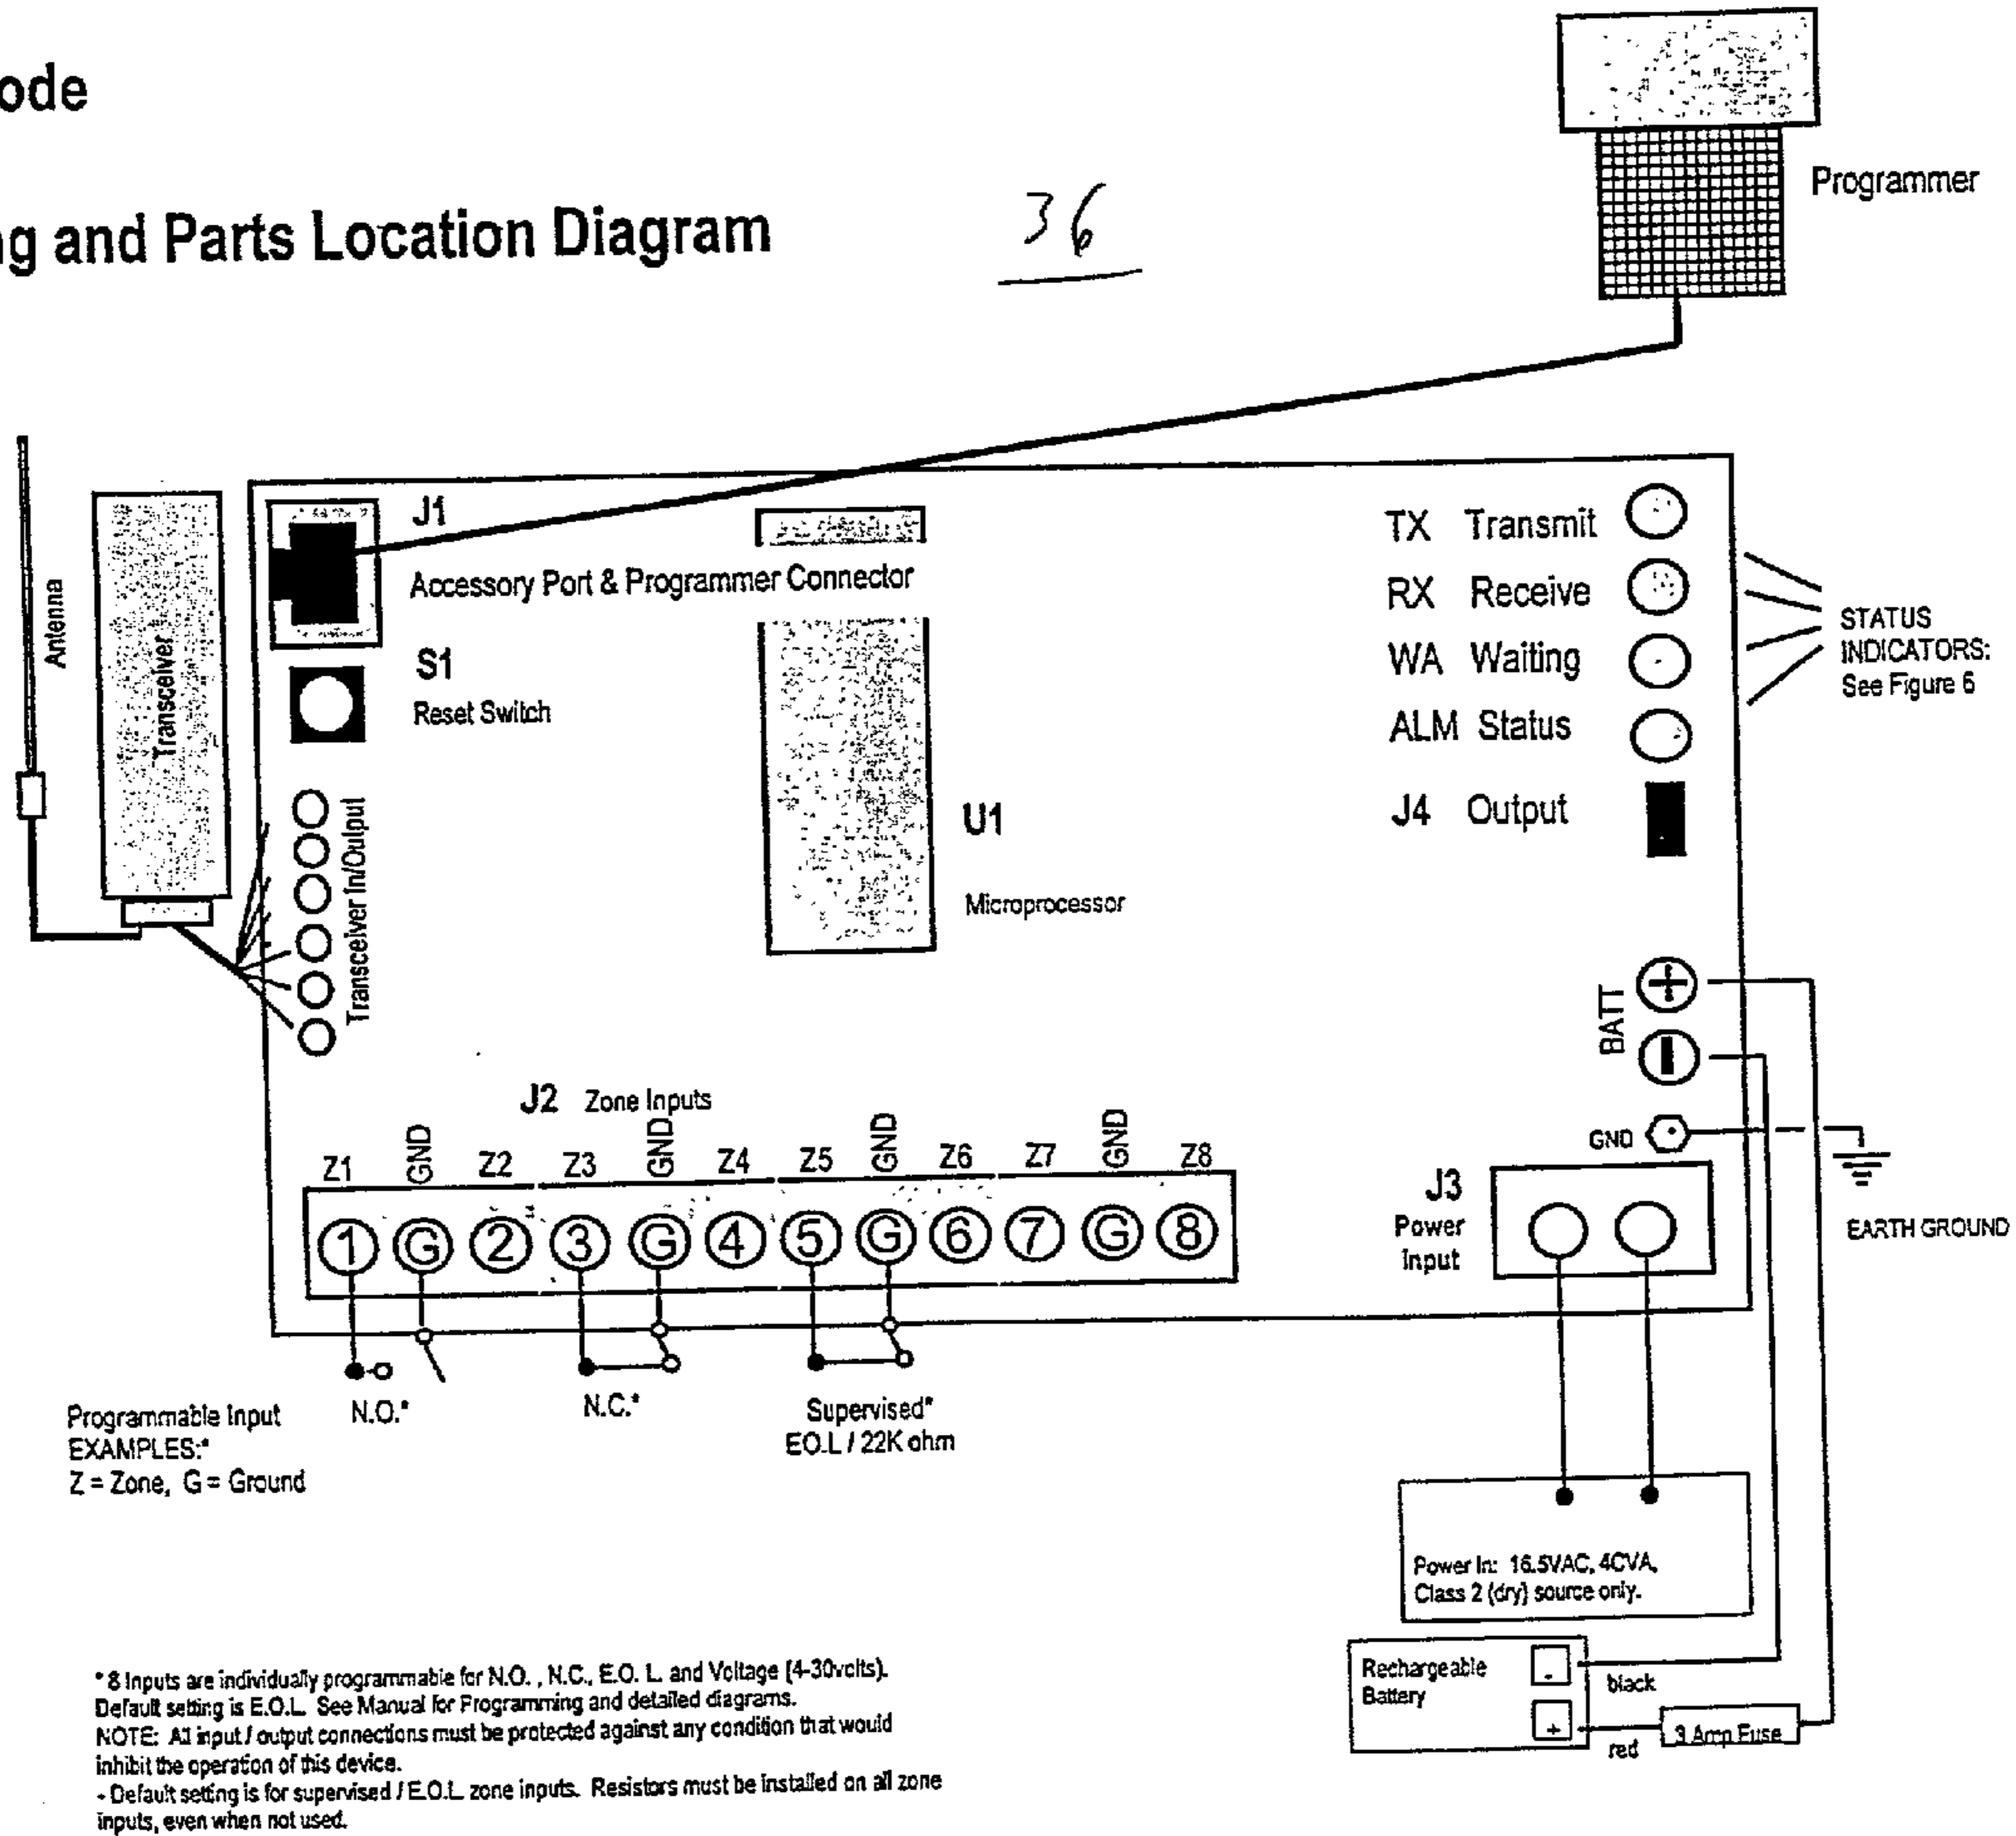 ode
ng and Parts Location Diagram
36
Programmer
Antenna
Transceiver
J1
Accessory Port & Programmer Connector
S1
Reset Switch
Transceiver In/Output
U1
Microprocessor
TX Transmit
RX Receive
WA Waiting
ALM Status
J4 Output
STATUS
INDICATORS:
See Figure 6
BATT
+
-
GND
EARTH GROUND
J2 Zone Inputs
Z1 GND Z2 Z3 GND Z4 Z5 GND Z6 Z7 GND Z8
1 G 2 3 G 4 5 G 6 7 G 8
J3
Power
Input
N.O.*
N.C.*
Supervised*
EO.L / 22K ohm
Programmable Input
EXAMPLES:*
Z = Zone, G = Ground
Power In: 16.5VAC, 4CVA,
Class 2 (dry) source only.
Rechargeable
Battery
-
+
black
red
3 Amp Fuse
* 8 Inputs are individually programmable for N.O. , N.C., E.O. L. and Voltage (4-30volts).
Default setting is E.O.L. See Manual for Programming and detailed diagrams.
NOTE: All input / output connections must be protected against any condition that would
inhibit the operation of this device.
- Default setting is for supervised / E.O.L. zone inputs. Resistors must be installed on all zone
inputs, even when not used.